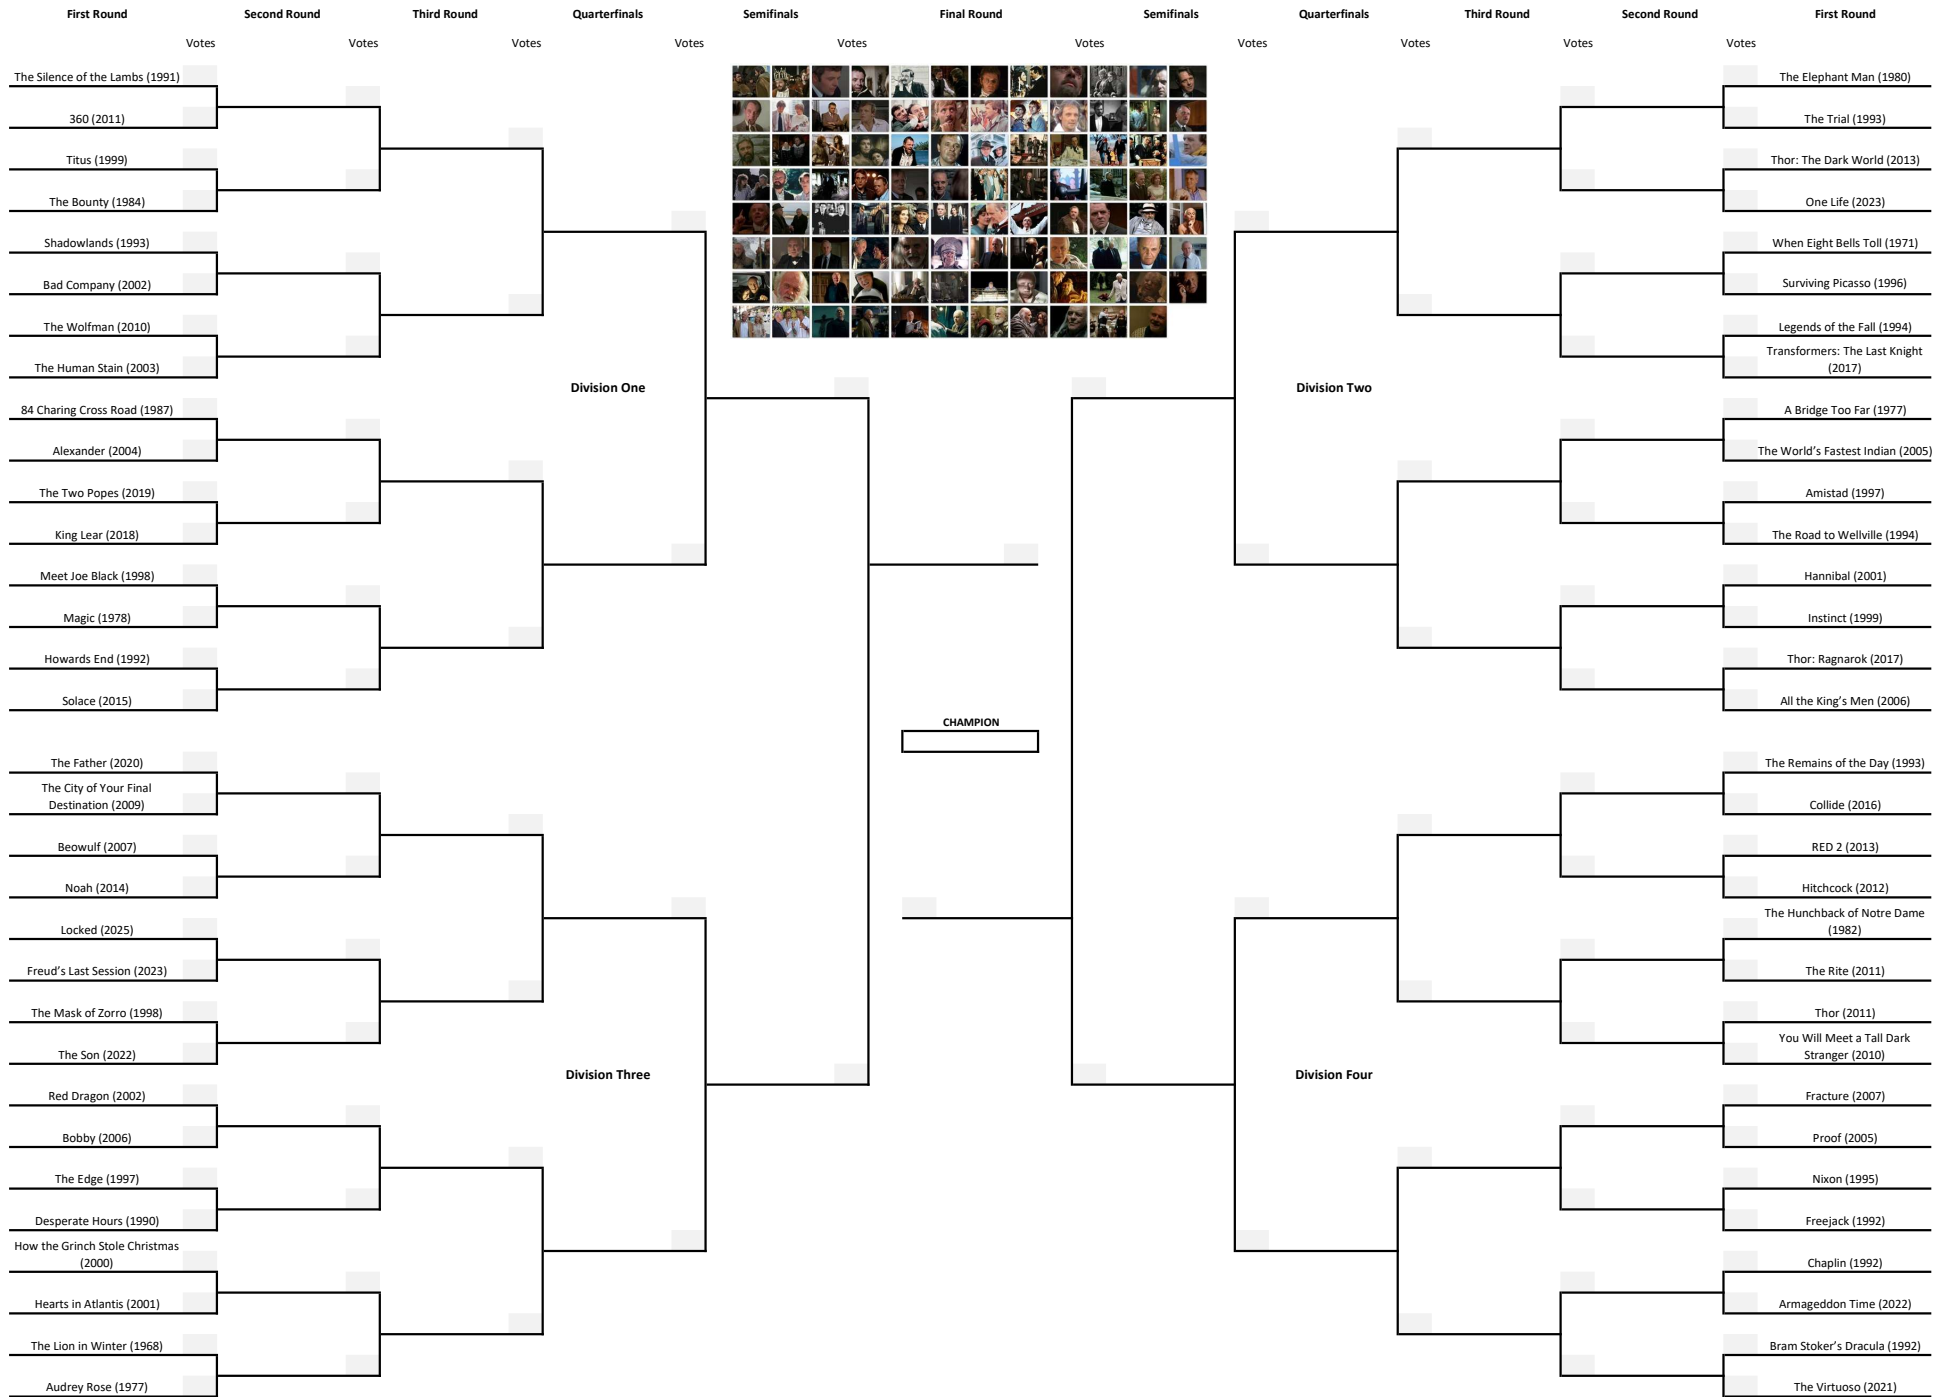 First Round
Second Round
Third Round
Quarterfinals
Semifinals
Final Round
Semifinals
Quarterfinals
Third Round
Second Round
First Round
Votes
Votes
Votes
Votes
Votes
Votes
Votes
Votes
Votes
Votes
The Silence of the Lambs (1991)
360 (2011)
Titus (1999)
The Bounty (1984)
Shadowlands (1993)
Bad Company (2002)
The Wolfman (2010)
The Human Stain (2003)
Division One
84 Charing Cross Road (1987)
Alexander (2004)
The Two Popes (2019)
King Lear (2018)
Meet Joe Black (1998)
Magic (1978)
Howards End (1992)
Solace (2015)
The Father (2020)
The City of Your Final
Destination (2009)
Beowulf (2007)
Noah (2014)
Locked (2025)
Freud’s Last Session (2023)
The Mask of Zorro (1998)
The Son (2022)
Division Three
Red Dragon (2002)
Bobby (2006)
The Edge (1997)
Desperate Hours (1990)
How the Grinch Stole Christmas
(2000)
Hearts in Atlantis (2001)
The Lion in Winter (1968)
Audrey Rose (1977)
CHAMPION
The Elephant Man (1980)
The Trial (1993)
Thor: The Dark World (2013)
One Life (2023)
When Eight Bells Toll (1971)
Surviving Picasso (1996)
Legends of the Fall (1994)
Transformers: The Last Knight
(2017)
Division Two
A Bridge Too Far (1977)
The World’s Fastest Indian (2005)
Amistad (1997)
The Road to Wellville (1994)
Hannibal (2001)
Instinct (1999)
Thor: Ragnarok (2017)
All the King’s Men (2006)
The Remains of the Day (1993)
Collide (2016)
RED 2 (2013)
Hitchcock (2012)
The Hunchback of Notre Dame
(1982)
The Rite (2011)
Thor (2011)
You Will Meet a Tall Dark
Stranger (2010)
Division Four
Fracture (2007)
Proof (2005)
Nixon (1995)
Freejack (1992)
Chaplin (1992)
Armageddon Time (2022)
Bram Stoker’s Dracula (1992)
The Virtuoso (2021)